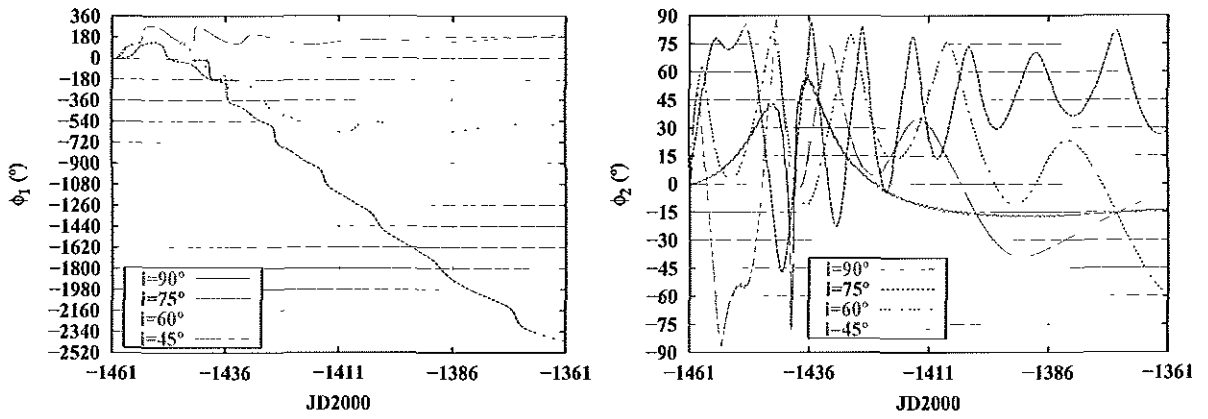 360
180
0
−180
−360
−540
−720
−900
−1080
−1260
−1440
−1620
−1800
−1980
−2160
−2340
−2520
ϕ1 (°)
i=90°
i=75°
i=60°
i=45°
−1461 −1436 −1411 −1386 −1361
JD2000
90
75
60
45
30
15
0
−15
−30
−45
−60
−75
−90
ϕ2 (°)
i=90°
i=75°
i=60°
i=45°
−1461 −1436 −1411 −1386 −1361
JD2000